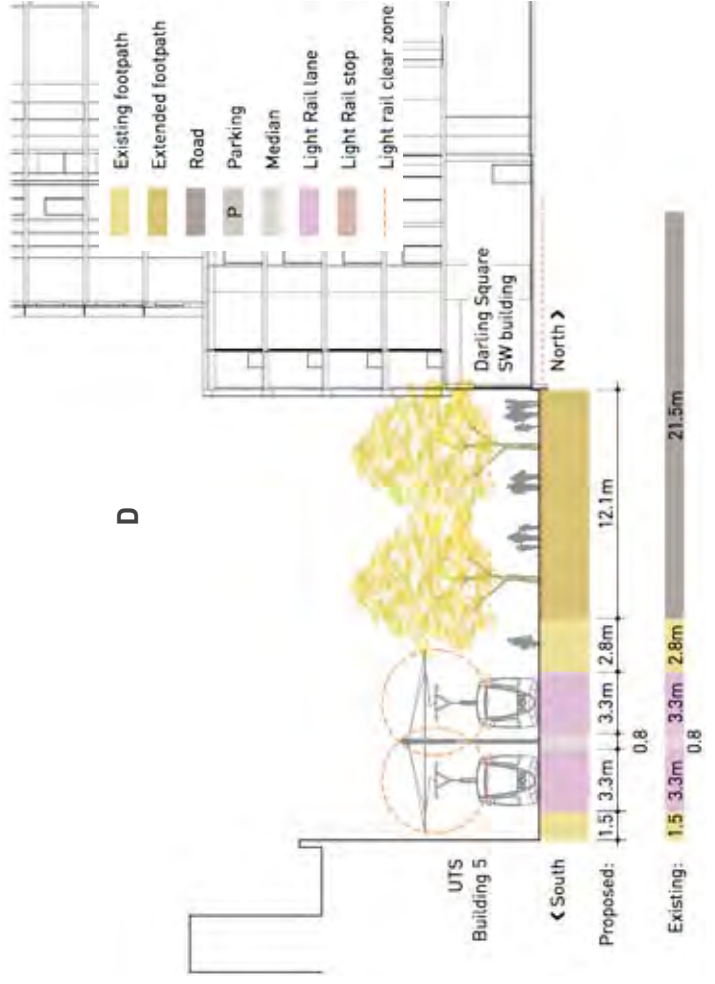 D
Existing footpath
Extended footpath
Road
P Parking
Median
Light Rail lane
Light Rail stop
Light rail clear zone
UTS
Building 5
Darling Square
SW building
< South
North >
Proposed: 1.5 3.3m 0.8 3.3m 2.8m 12.1m
Existing: 1.5 3.3m 0.8 3.3m 2.8m 21.5m